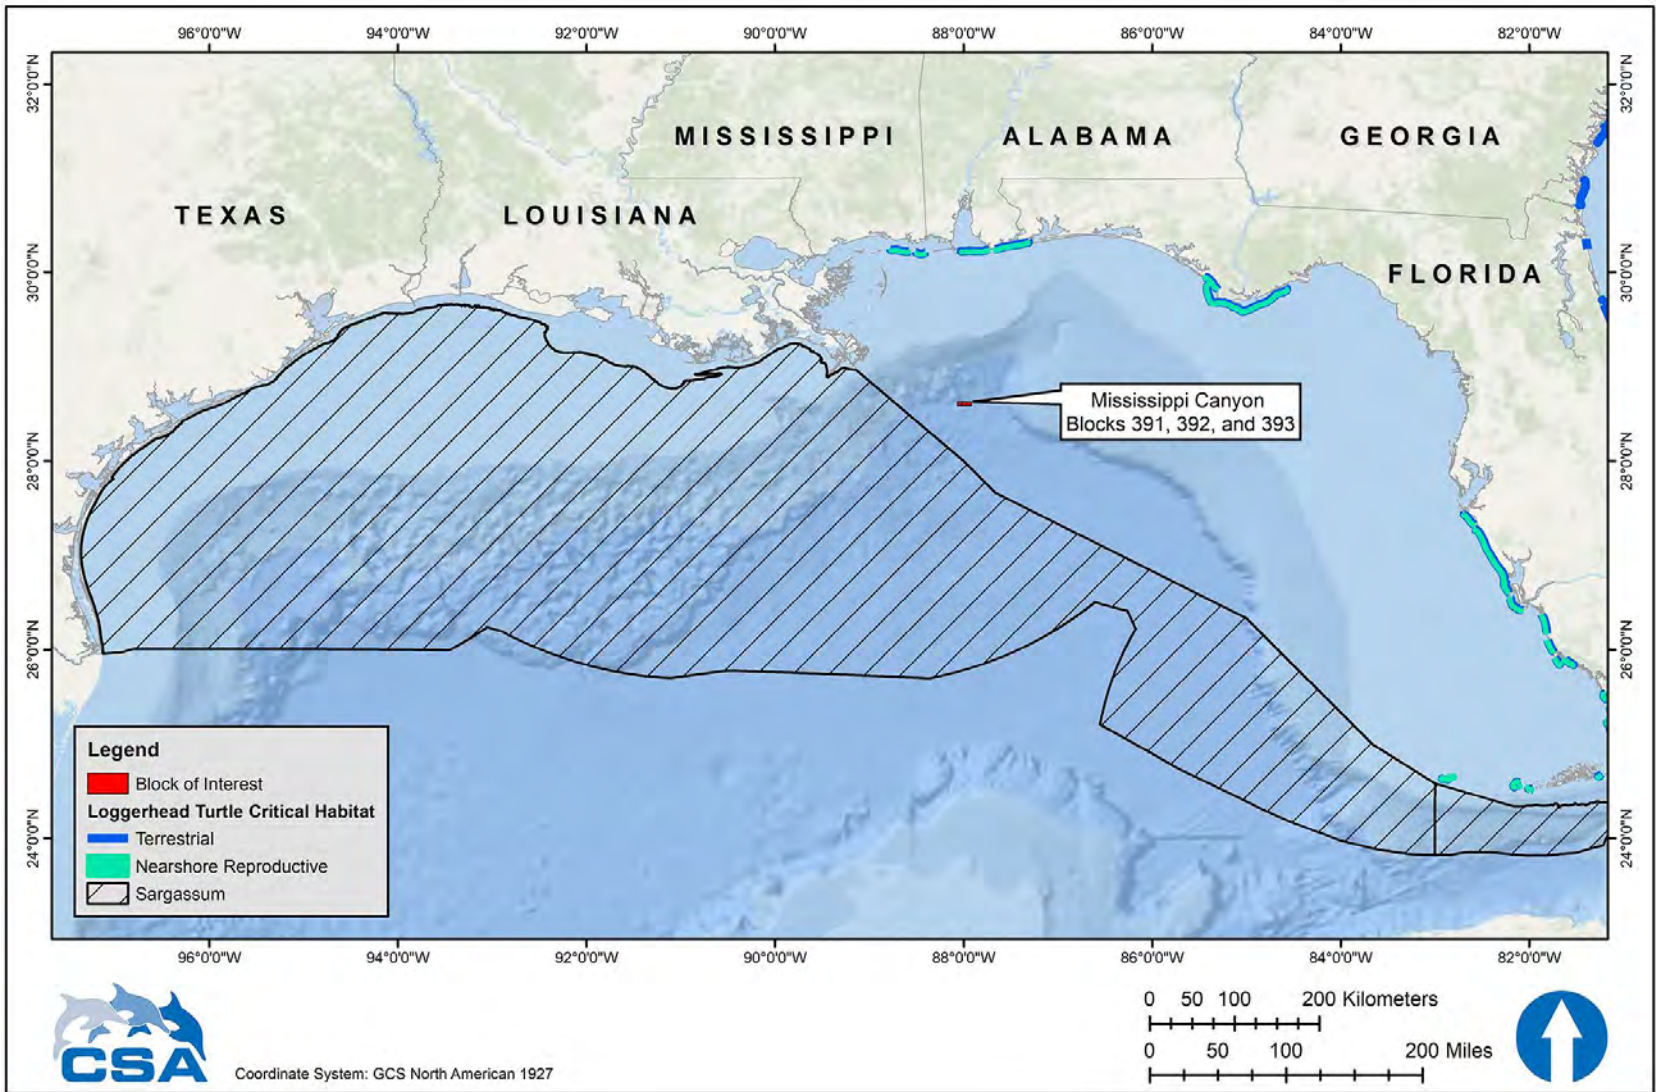 96°0'0"W 94°0'0"W 92°0'0"W 90°0'0"W 88°0'0"W 86°0'0"W 84°0'0"W 82°0'0"W
32°0'0"N
32°0'0"N
MISSISSIPPI
ALABAMA
GEORGIA
TEXAS
LOUISIANA
30°0'0"N
FLORIDA
30°0'0"N
Mississippi Canyon
Blocks 391, 392, and 393
28°0'0"N
28°0'0"N
26°0'0"N
26°0'0"N
Legend
Block of Interest
Loggerhead Turtle Critical Habitat
Terrestrial
Nearshore Reproductive
Sargassum
24°0'0"N
24°0'0"N
96°0'0"W 94°0'0"W 92°0'0"W 90°0'0"W 88°0'0"W 86°0'0"W 84°0'0"W 82°0'0"W
CSA
Coordinate System: GCS North American 1927
0 50 100 200 Kilometers
0 50 100 200 Miles